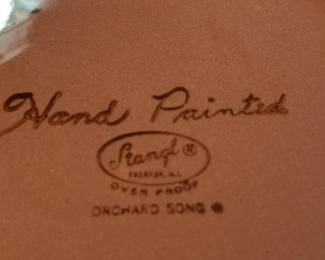 Hand Painted
Stangl ®
TRENTON, N.J.
OVEN PROOF
ORCHARD SONG